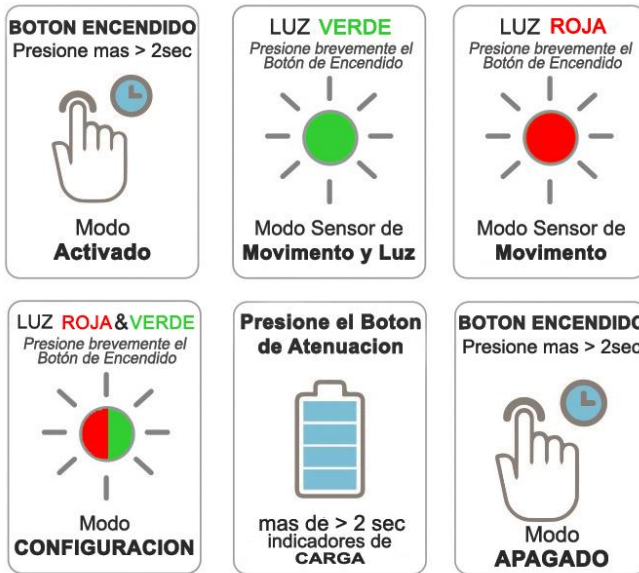 BOTON ENCENDIDO
Presione mas > 2sec
Modo
Activado
LUZ VERDE
Presione brevemente el
Botón de Encendido
Modo Sensor de
Movimento y Luz
LUZ ROJA
Presione brevemente el
Botón de Encendido
Modo Sensor de
Movimento
LUZ ROJA&VERDE
Presione brevemente el
Botón de Encendido
Modo
CONFIGURACION
Presione el Boton
de Atenuacion
mas de > 2 sec
indicadores de
CARGA
BOTON ENCENDIDO
Presione mas > 2sec
Modo
APAGADO